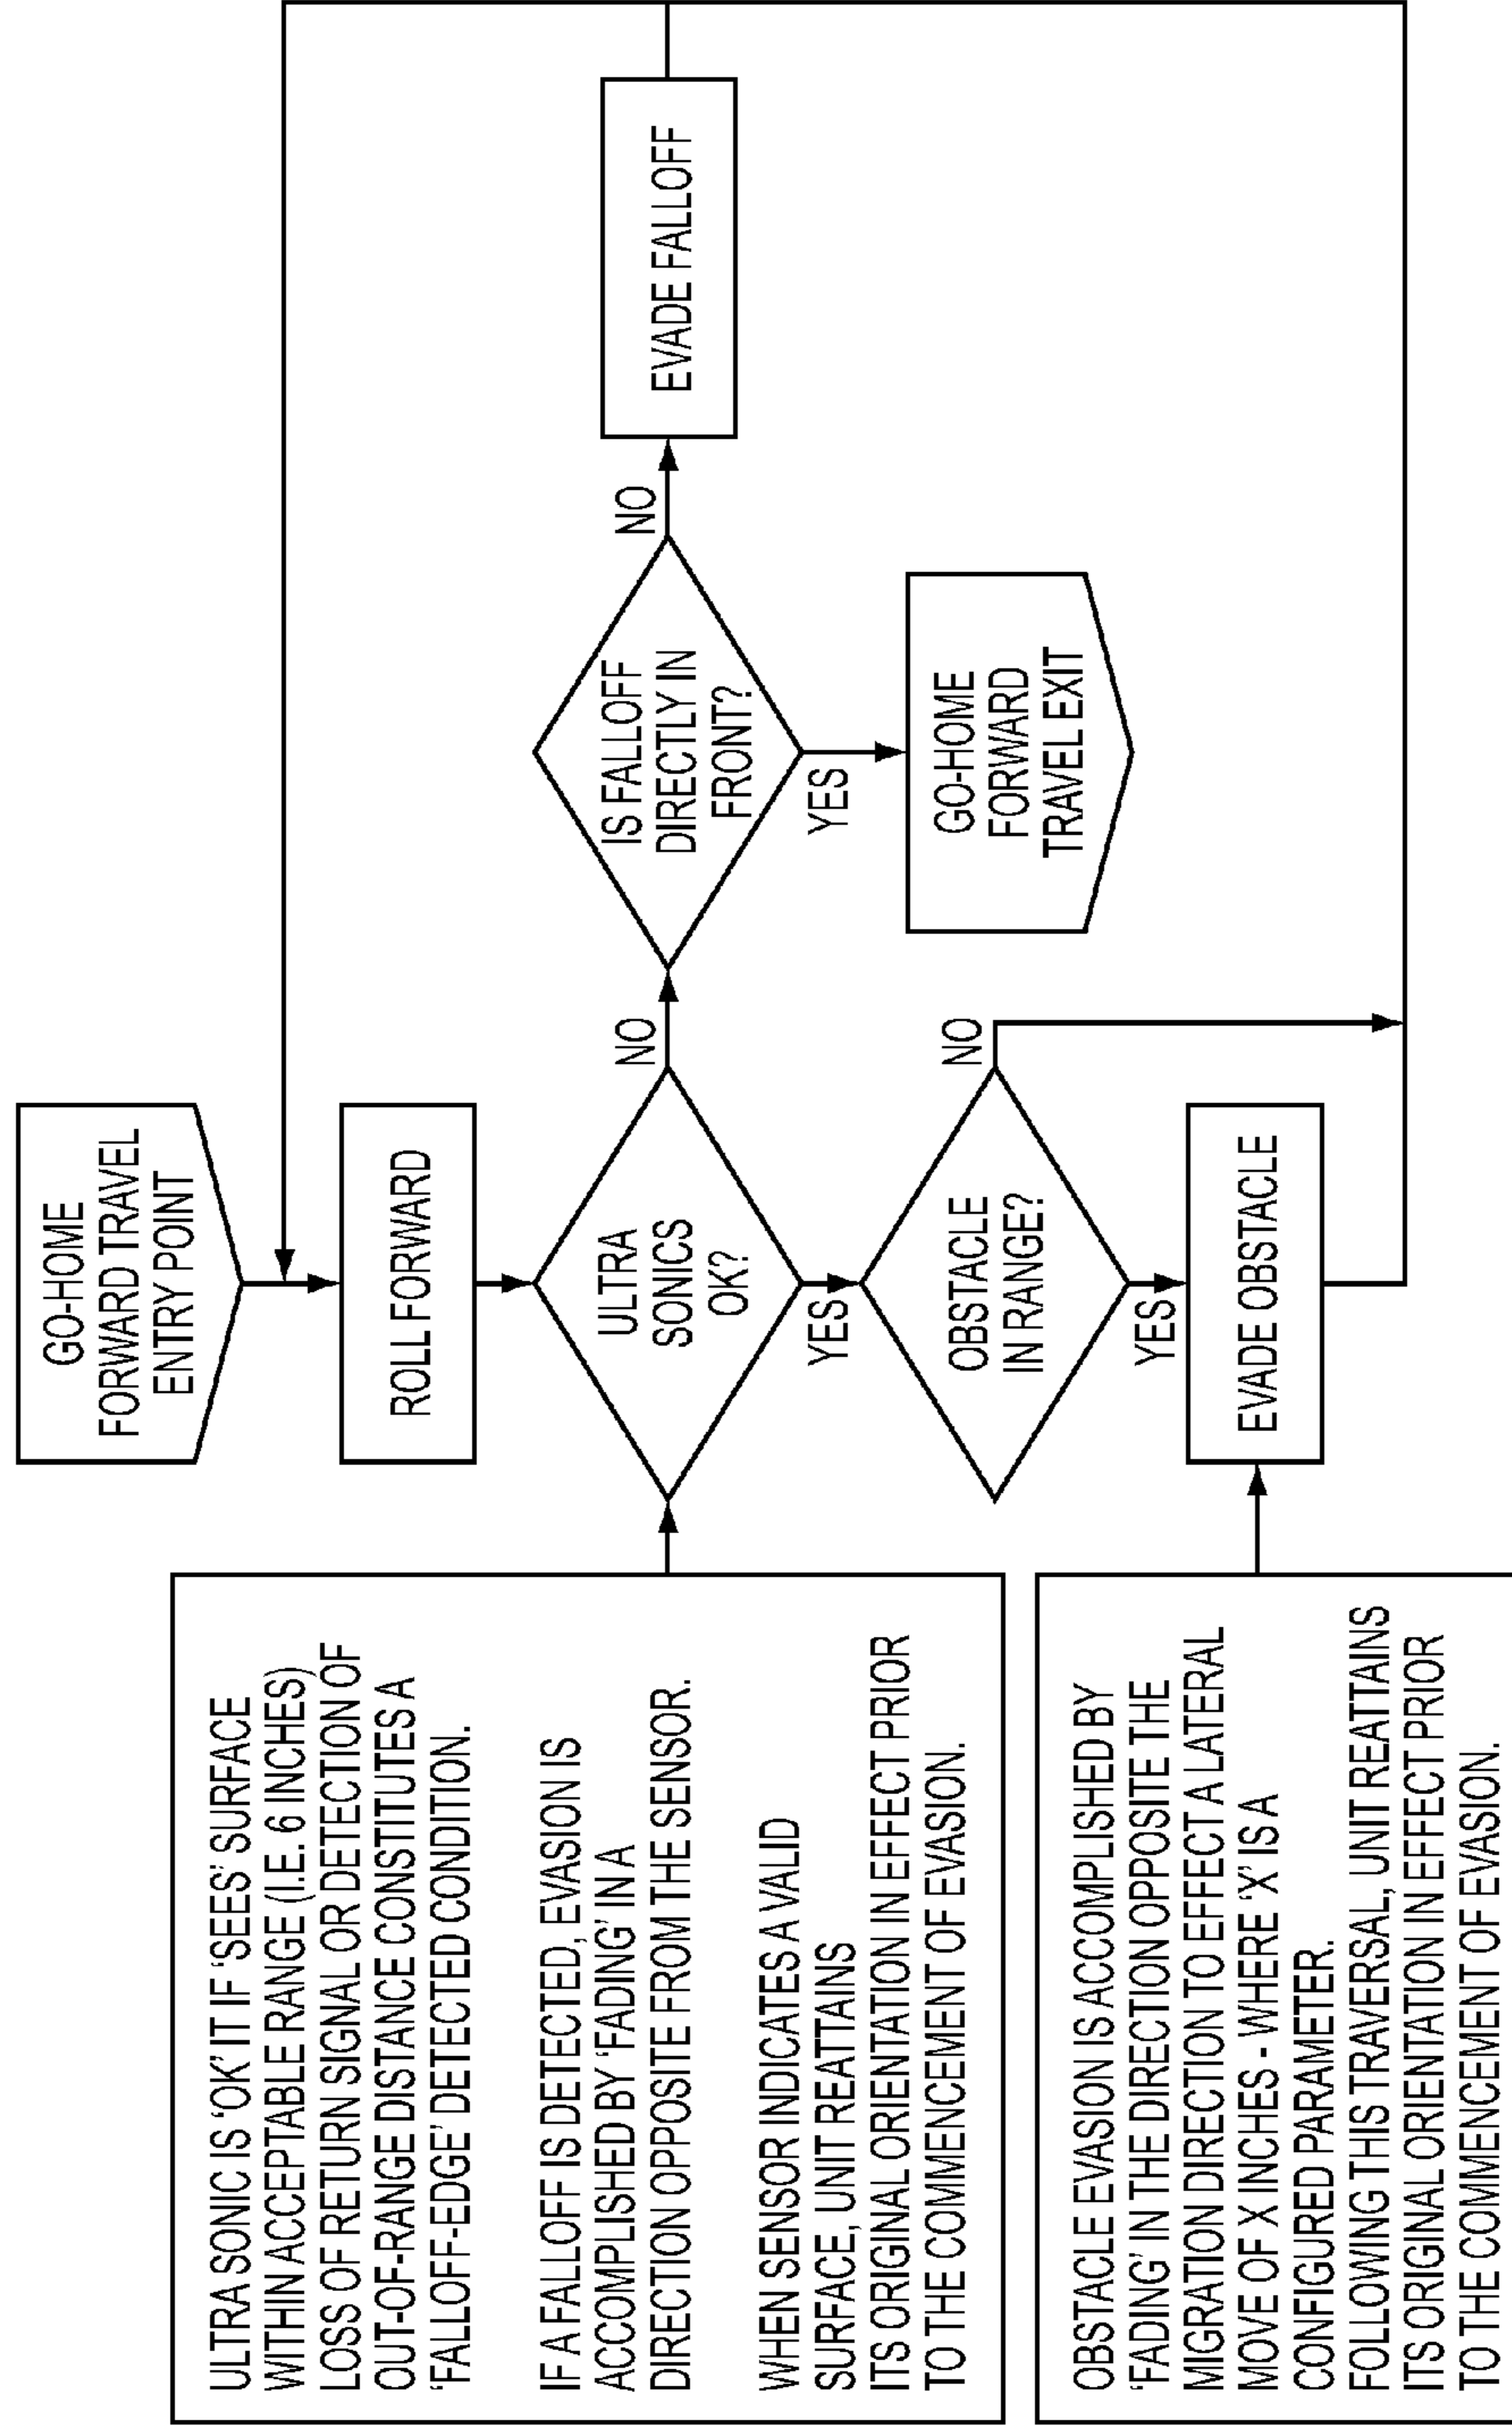 GO-HOME
FORWARD TRAVEL
ENTRY POINT
ROLL FORWARD
ULTRA
SONICS
OK?
NO
YES
IS FALLOFF
DIRECTLY IN
FRONT?
NO
YES
EVADE FALLOFF
GO-HOME
FORWARD
TRAVEL EXIT
OBSTACLE
IN RANGE?
NO
YES
EVADE OBSTACLE
ULTRA SONIC IS 'OK' IT IF 'SEES' SURFACE
WITHIN ACCEPTABLE RANGE (I.E. 6 INCHES)
LOSS OF RETURN SIGNAL OR DETECTION OF
OUT-OF-RANGE DISTANCE CONSTITUTES A
'FALLOFF-EDGE' DETECTED CONDITION.
IF A FALLOFF IS DETECTED, EVASION IS
ACCOMPLISHED BY 'FADING' IN A
DIRECTION OPPOSITE FROM THE SENSOR.
WHEN SENSOR INDICATES A VALID
SURFACE, UNIT REATTAINS
ITS ORIGINAL ORIENTATION IN EFFECT PRIOR
TO THE COMMENCEMENT OF EVASION.
OBSTACLE EVASION IS ACCOMPLISHED BY
'FADING' IN THE DIRECTION OPPOSITE THE
MIGRATION DIRECTION TO EFFECT A LATERAL
MOVE OF X INCHES - WHERE 'X' IS A
CONFIGURED PARAMETER.
FOLLOWING THIS TRAVERSAL, UNIT REATTAINS
ITS ORIGINAL ORIENTATION IN EFFECT PRIOR
TO THE COMMENCEMENT OF EVASION.